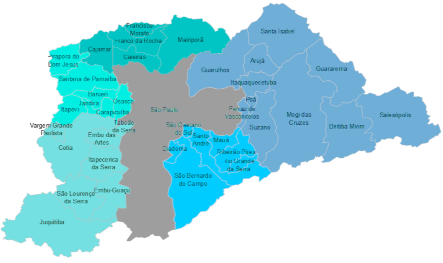 Francisco
Morato
Franco da Rocha
Mairiporã
Cajamar
Caieiras
Pirapora do
Bom Jesus
Santana de Parnaíba
Barueri
Jandira
Osasco
Itapevi
Carapicuíba
Vargem Grande
Paulista
Taboão
da Serra
Cotia
Embu das
Artes
Itapecerica
da Serra
São Lourenço
da Serra
Embu-Guaçu
Juquitiba
São Paulo
São Caetano
do Sul
Santo
André
Diadema
Mauá
Ribeirão Pires
Rio Grande
da Serra
São Bernardo
do Campo
Santa Isabel
Arujá
Guarulhos
Guararema
Itaquaquecetuba
Poá
Ferraz de
Vasconcelos
Suzano
Mogi das
Cruzes
Biritiba Mirim
Salesópolis